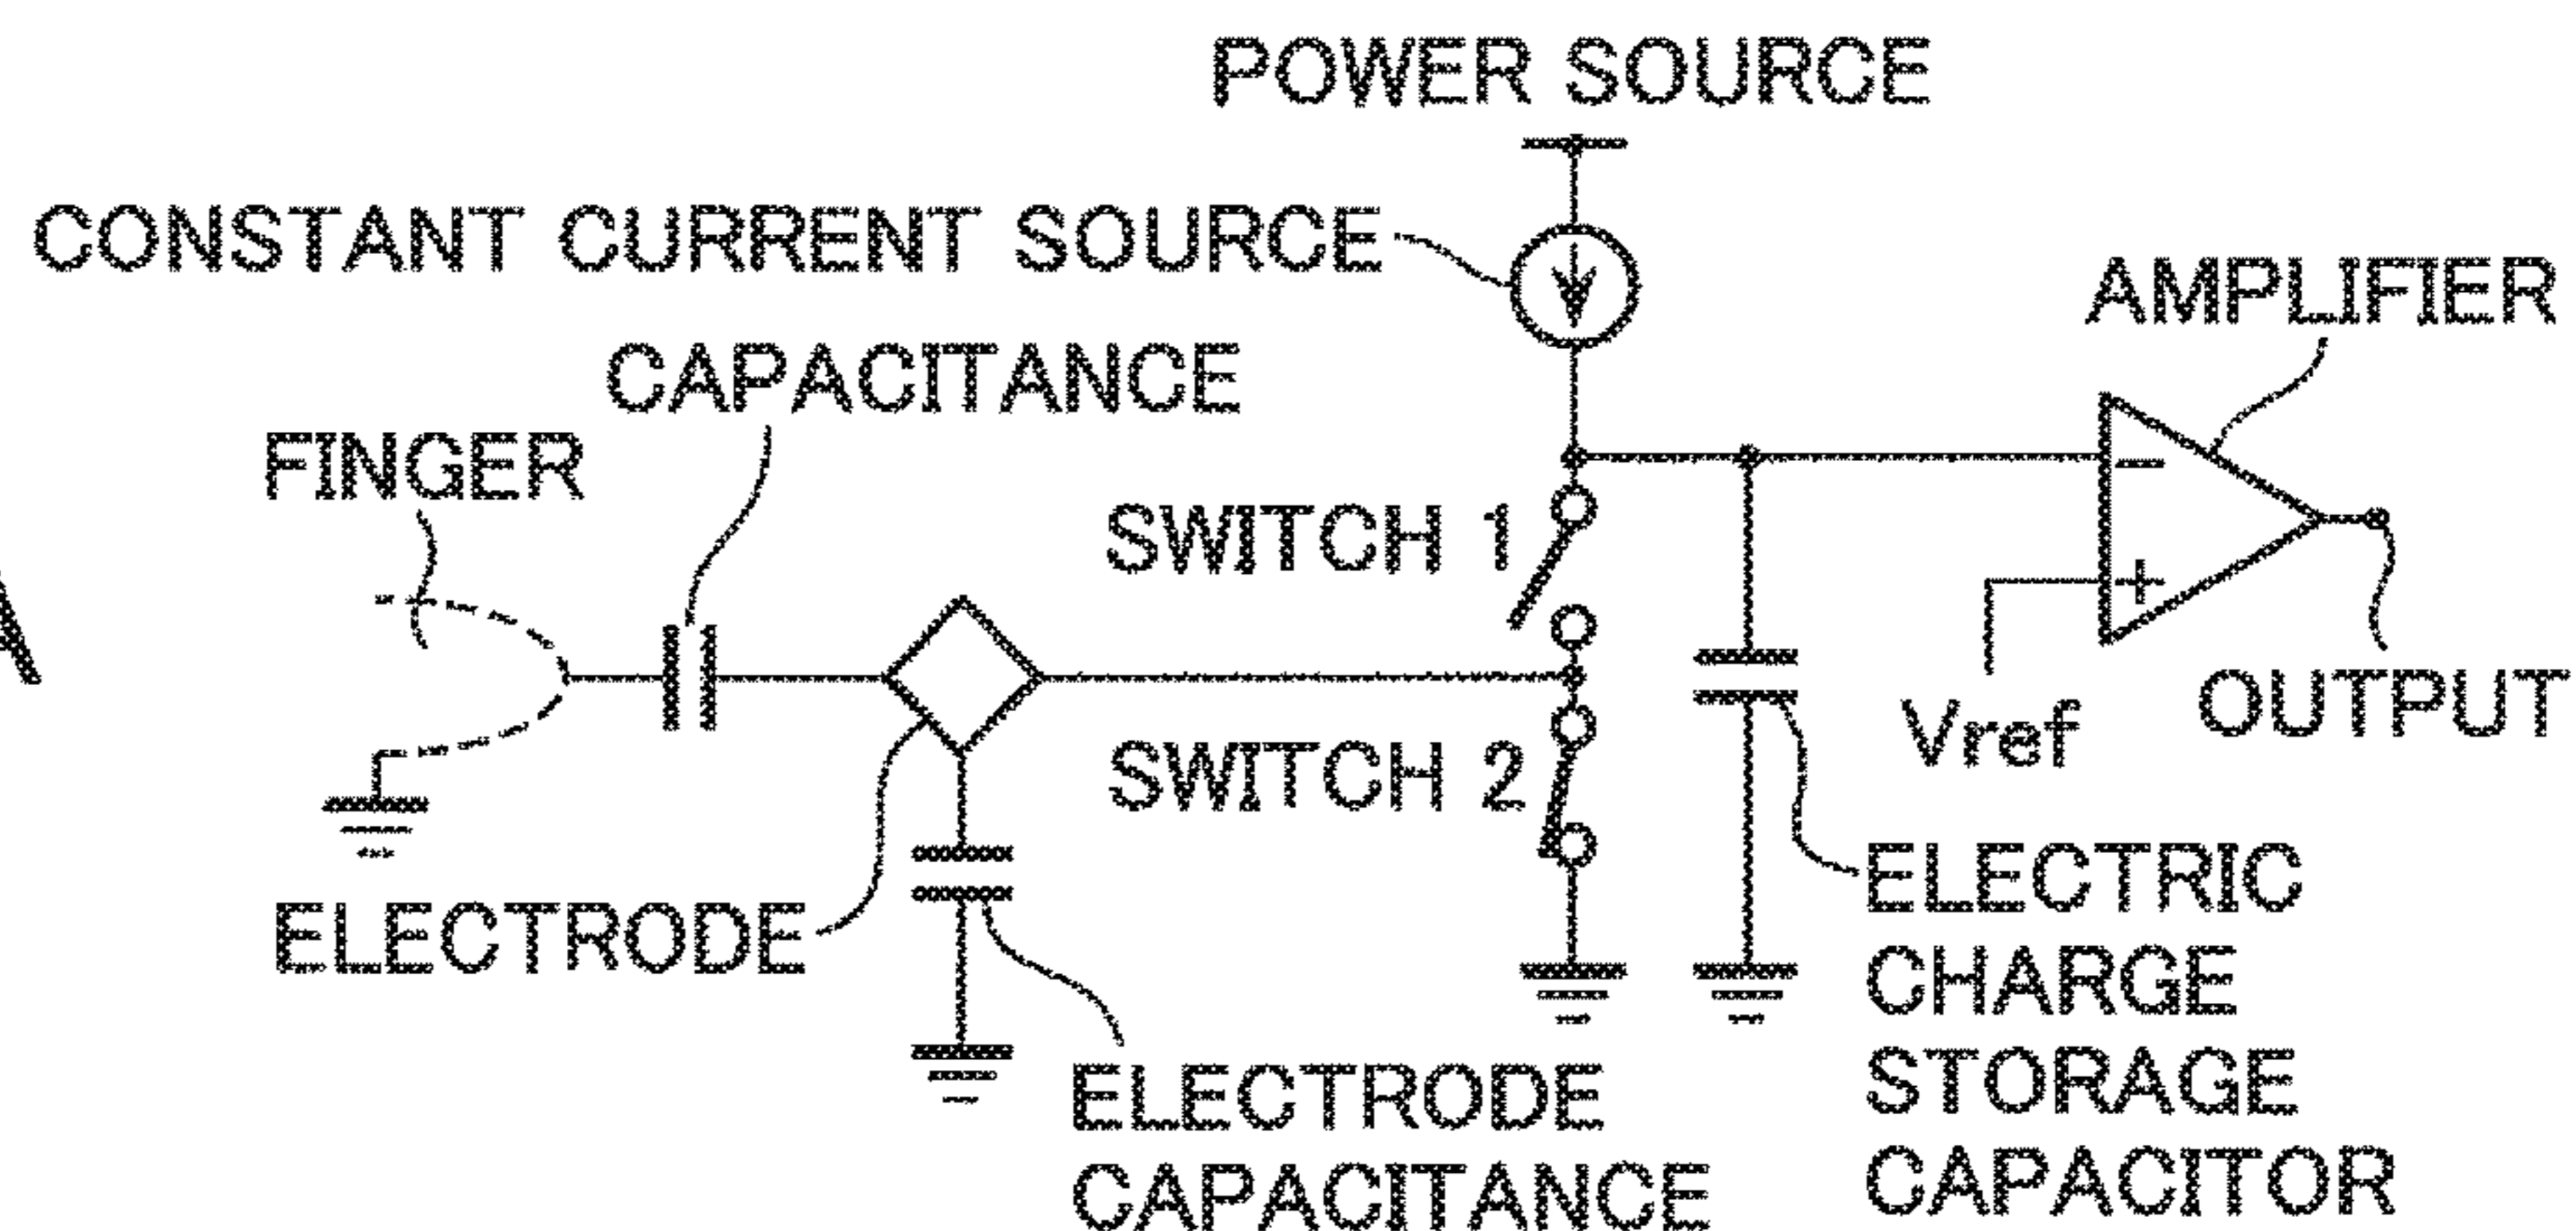 POWER SOURCE
CONSTANT CURRENT SOURCE
AMPLIFIER
CAPACITANCE
FINGER
SWITCH 1
−
+
OUTPUT
Vref
SWITCH 2
ELECTRODE
ELECTRIC
CHARGE
STORAGE
CAPACITOR
ELECTRODE
CAPACITANCE